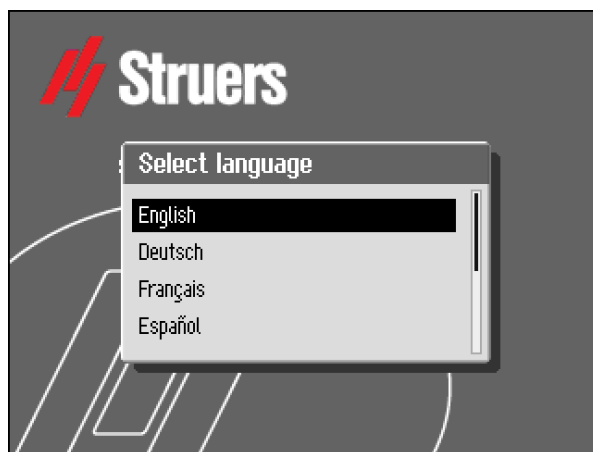 Struers
Select language
English
Deutsch
Français
Español